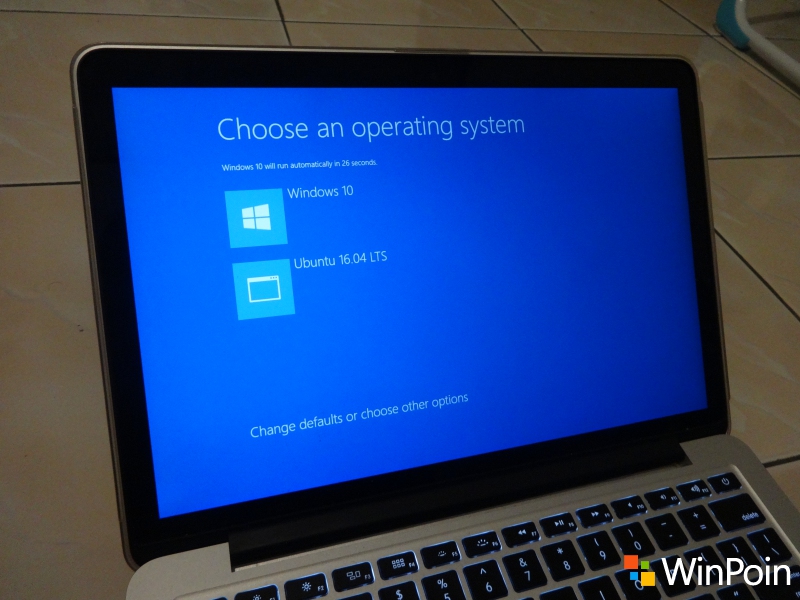 Choose an operating system
Windows 10 will run automatically in 26 seconds.
Windows 10
Ubuntu 16.04 LTS
Change defaults or choose other options
delete
WinPoin